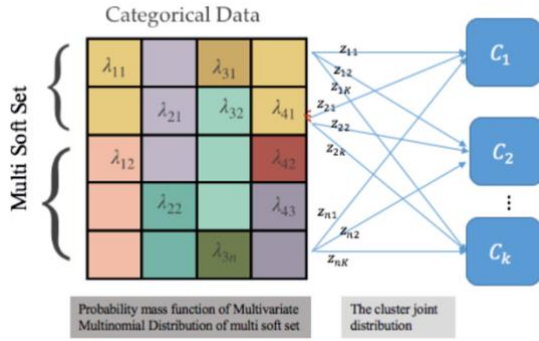 Categorical Data
Multi Soft Set
λ₁₁ λ₃₁
λ₂₁ λ₃₂ λ₄₁
λ₁₂ λ₄₂
λ₂₂ λ₄₃
λ₃ₙ
z₁₁
z₁₂
z₁K
z₂₁
z₂₂
z₂k
zₙ₁
zₙ₂
zₙK
C₁
C₂
⋮
Cₖ
Probability mass function of Multivariate
Multinomial Distribution of multi soft set
The cluster joint
distribution